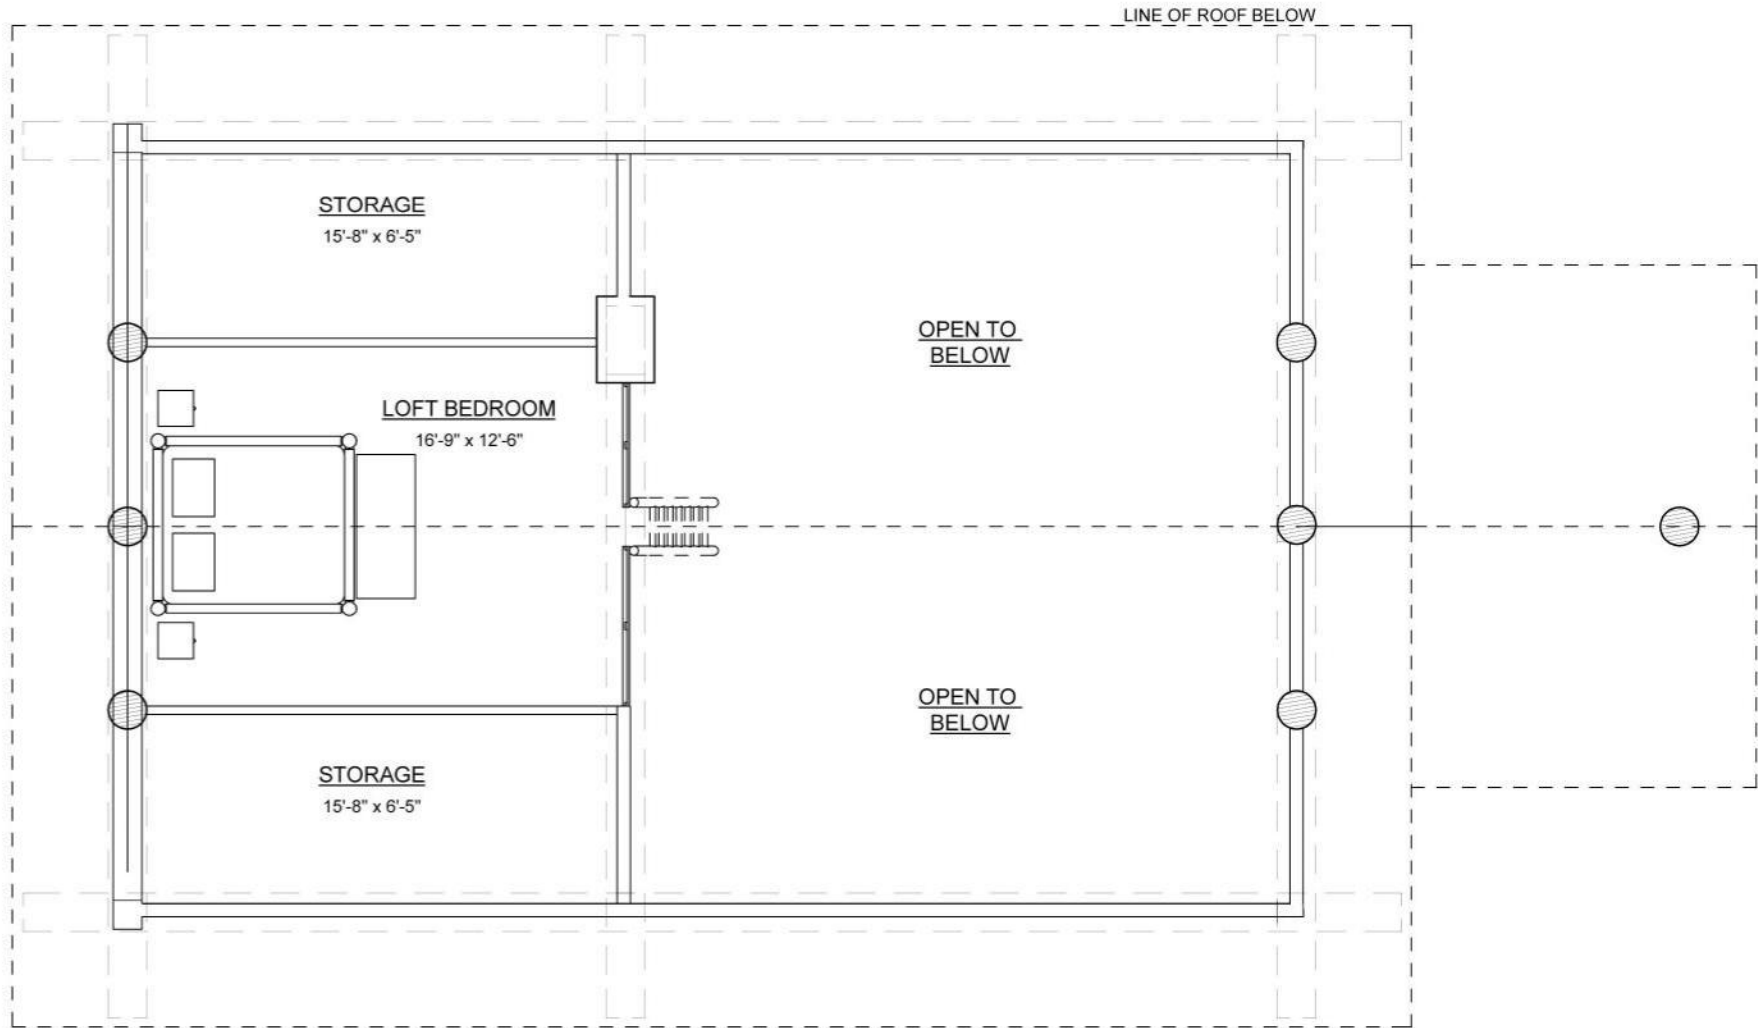 LINE OF ROOF BELOW
STORAGE
15'-8" x 6'-5"
OPEN TO
BELOW
LOFT BEDROOM
16'-9" x 12'-6"
OPEN TO
BELOW
STORAGE
15'-8" x 6'-5"